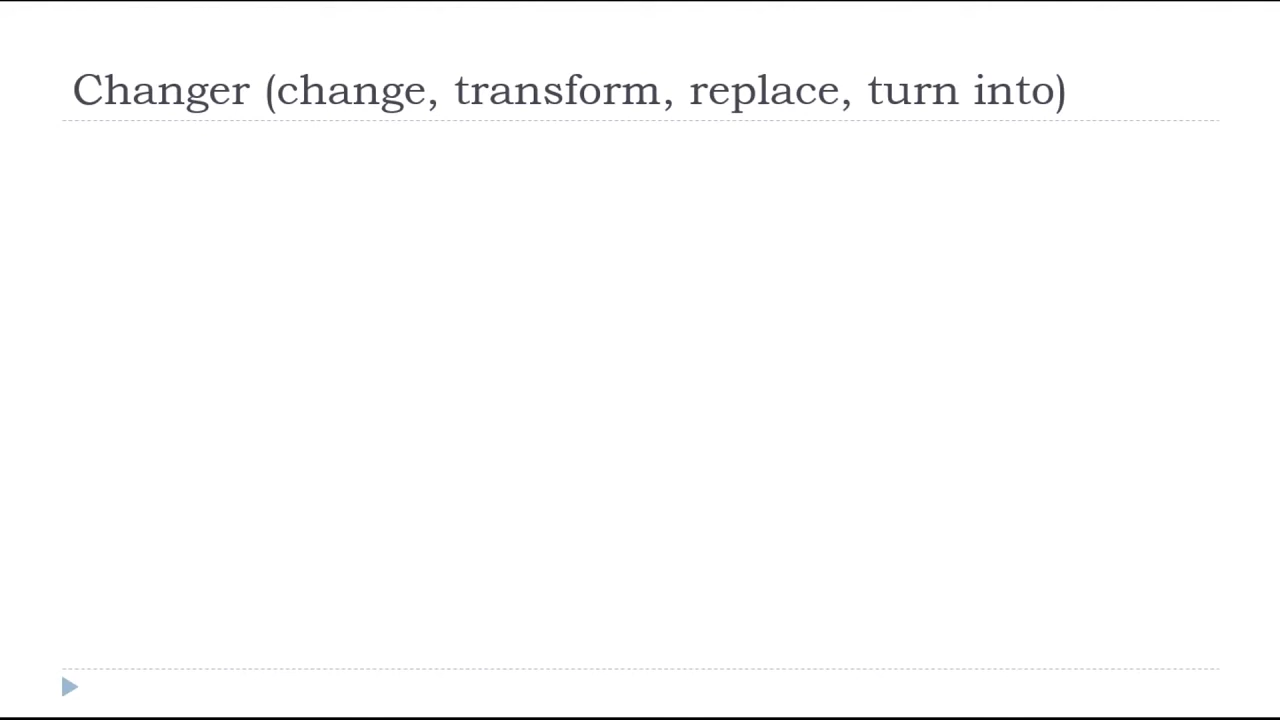 Changer (change, transform, replace, turn into)